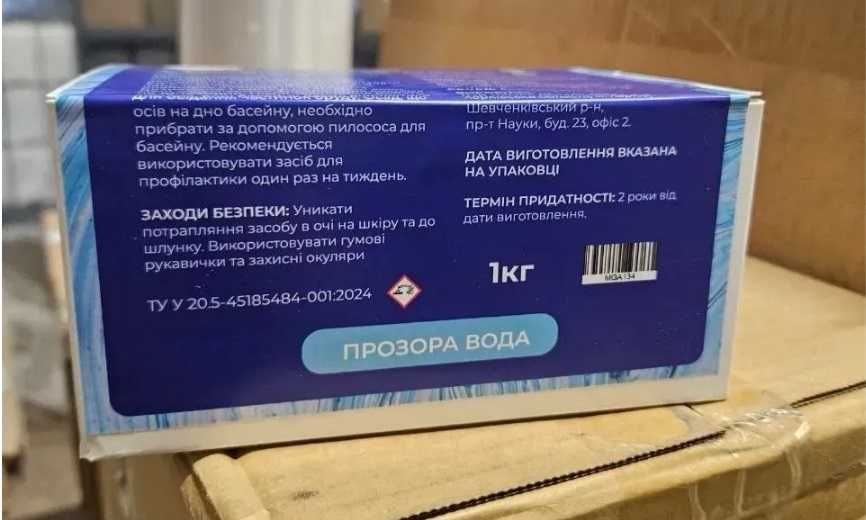 осів на дно басейну, необхідно
прибрати за допомогою пилососа для
басейну. Рекомендується
використовувати засіб для
профілактики один раз на тиждень.
ЗАХОДИ БЕЗПЕКИ: Уникати
потрапляння засобу в очі на шкіру та до
шлунку. Використовувати гумові
рукавички та захисні окуляри
ТУ У 20.5-45185484-001:2024
Шевченківський р-н,
пр-т Науки, буд. 23, офіс 2.
ДАТА ВИГОТОВЛЕННЯ ВКАЗАНА
НА УПАКОВЦІ
ТЕРМІН ПРИДАТНОСТІ: 2 роки від
дати виготовлення.
1кг
MGA134
ПРОЗОРА ВОДА